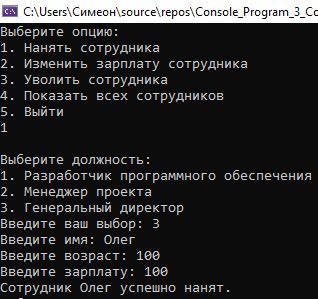 C:\Users\Симеон\source\repos\Console_Program_3_Co
Выберите опцию:
1. Нанять сотрудника
2. Изменить зарплату сотрудника
3. Уволить сотрудника
4. Показать всех сотрудников
5. Выйти
1
Выберите должность:
1. Разработчик программного обеспечения
2. Менеджер проекта
3. Генеральный директор
Введите ваш выбор: 3
Введите имя: Олег
Введите возраст: 100
Введите зарплату: 100
Сотрудник Олег успешно нанят.